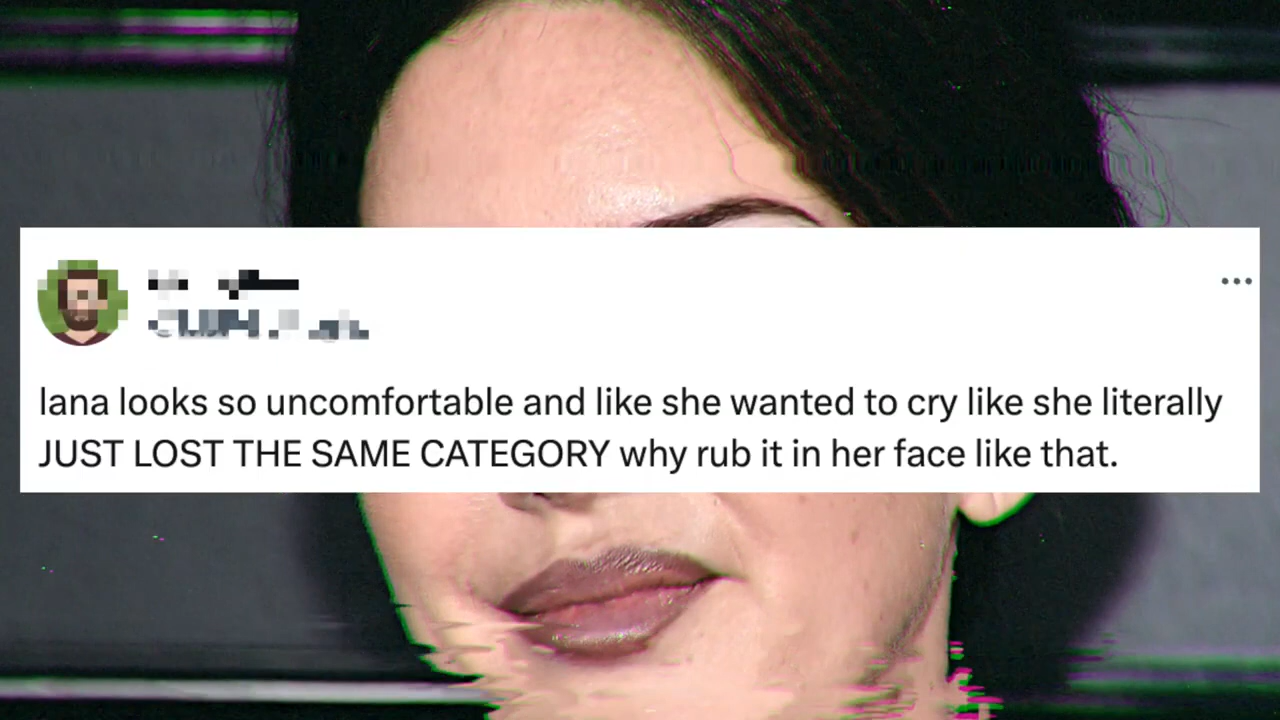 lana looks so uncomfortable and like she wanted to cry like she literally
JUST LOST THE SAME CATEGORY why rub it in her face like that.